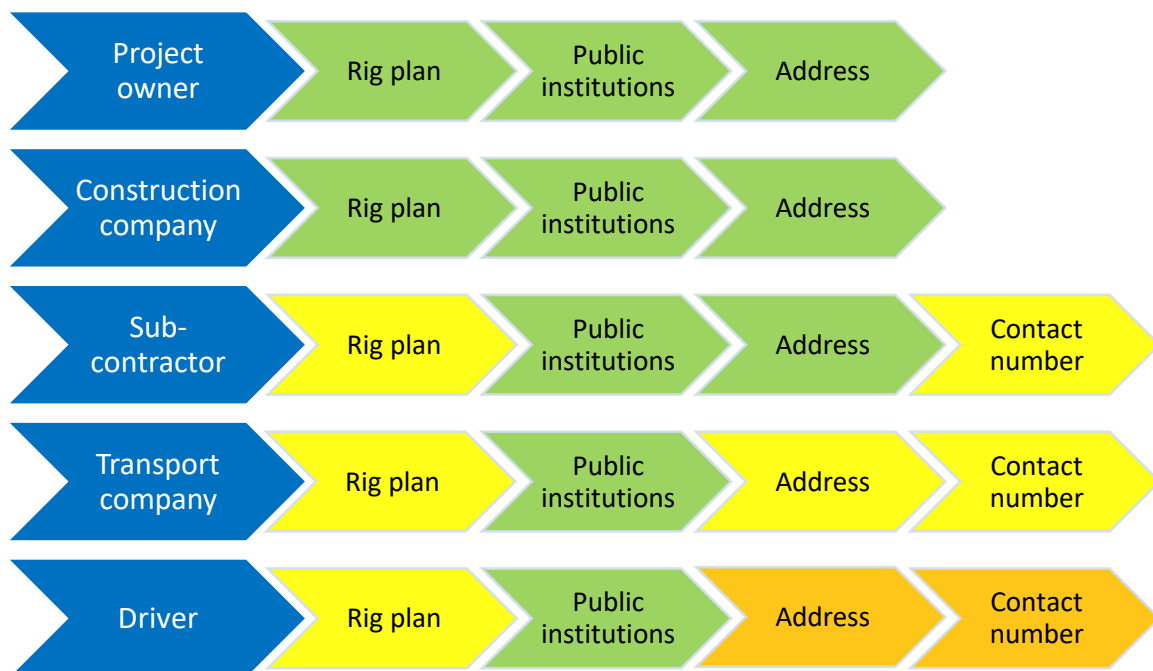 Project
owner
Rig plan
Public
institutions
Address
Construction
company
Rig plan
Public
institutions
Address
Sub-
contractor
Rig plan
Public
institutions
Address
Contact
number
Transport
company
Rig plan
Public
institutions
Address
Contact
number
Driver
Rig plan
Public
institutions
Address
Contact
number